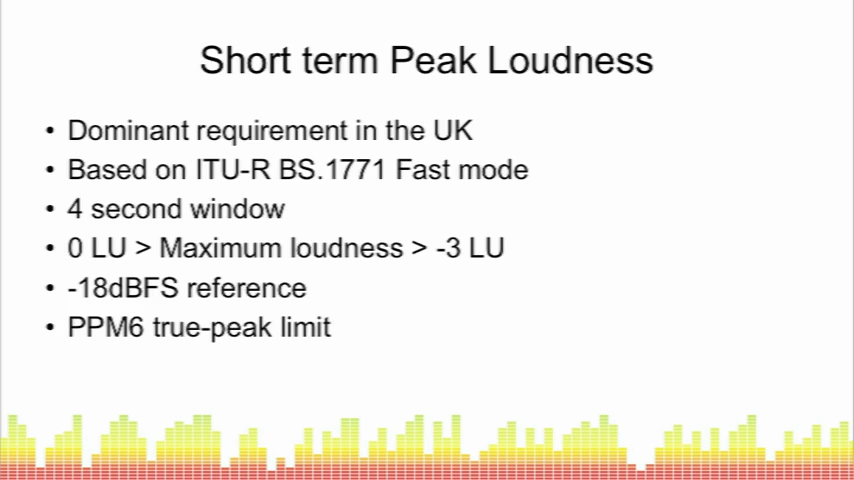 Short term Peak Loudness
• Dominant requirement in the UK
• Based on ITU-R BS.1771 Fast mode
• 4 second window
• 0 LU > Maximum loudness > -3 LU
• -18dBFS reference
• PPM6 true-peak limit